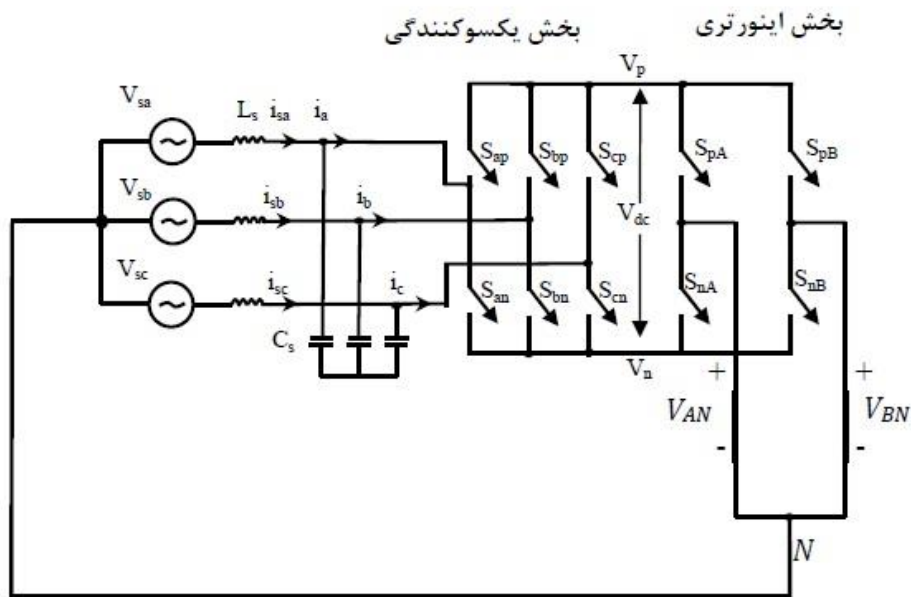 بخش یکسوکنندگی
بخش اینورتری
V_p
V_sa
L_s i_sa i_a
S_ap S_bp S_cp S_pA S_pB
V_sb
i_sb i_b
V_dc
V_sc
i_sc i_c
S_an S_bn S_cn S_nA S_nB
C_s
V_n
+ +
V_AN V_BN
- -
N